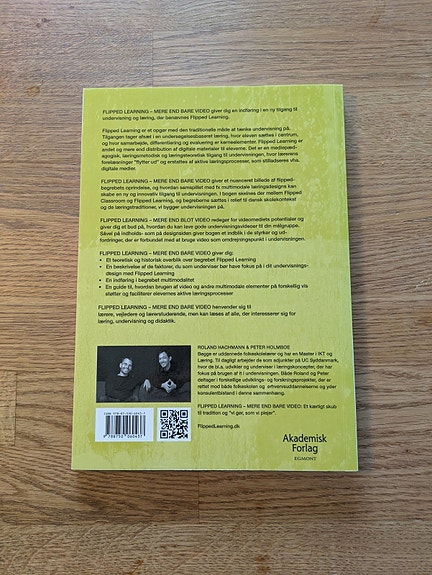 FLIPPED LEARNING – MERE END BARE VIDEO giver dig en indføring i en ny tilgang til
undervisning og læring, der benævnes Flipped Learning.
Flipped Learning er et opgør med den traditionelle måde at tænke undervisning på.
Tilgangen tager afsæt i en undersøgelsesbaseret læring, hvor eleven sættes i centrum,
og hvor samarbejde, differentiering og evaluering er kerneelementer. Flipped Learning er
andet og mere end distribution af digitale materialer til eleverne. Det er en mediepæd-
agogisk, læringsmetodisk og læringsteoretisk tilgang til undervisningen, hvor lærerens
forelæsninger "flytter ud" og erstattes af elevens aktive læreprocesser, som stilladseres vha.
digitale medier.
FLIPPED LEARNING – MERE END BARE VIDEO giver et nuanceret billede af flipped-
begrebets oprindelse, og hvordan samspillet med fx multimodale læringsdesigns kan
skabe en ny og innovativ tilgang til undervisningen. I bogen skelnes der mellem Flipped
Classroom og Flipped Learning, og begreberne sættes i relief til dansk skolekontekst
og de læringstraditioner, vi bygger undervisningen på.
FLIPPED LEARNING – MERE END BLOT VIDEO redegør for videomediets potentialer og
giver dig et bud på, hvordan du kan lave gode undervisningsvideoer til din målgruppe.
Såvel på indholds- som på designsiden giver bogen et indblik i de styrker og ud-
fordringer, der er forbundet med at bruge video som omdrejningspunkt i undervisningen.
FLIPPED LEARNING – MERE END BARE VIDEO giver dig:
• Et teoretisk og historisk overblik over begrebet Flipped Learning
• En beskrivelse af de faktorer, du som underviser bør have fokus på i dit undervisnings-
design med Flipped Learning
• En indføring i begrebet multimodalitet
• En guide til, hvordan brugen af video og andre multimodale elementer på forskellig vis
støtter og faciliterer elevernes aktive læringsprocesser
FLIPPED LEARNING – MERE END BARE VIDEO henvender sig til
lærere, vejledere og lærerstuderende, men kan læses af alle, der interesserer sig for
læring, undervisning og didaktik.
ROLAND HACHMANN & PETER HOLMBOE
Begge er uddannede folkeskolelærere og har en Master i IKT og
Læring. Til dagligt arbejder de som adjunkter på UC Syddanmark,
hvor de bl.a. udvikler og underviser i læringskoncepter, der har
fokus på brugen af it i undervisningen. Både Roland og Peter
deltager i forskellige udviklings- og forskningsprojekter, der er
rettet mod både folkeskolen og erhvervsuddannelserne og yder
konsulentbistand i denne sammenhæng.
FLIPPED LEARNING – MERE END BARE VIDEO: Et kærligt skub
til tradition og "vi gør, som vi plejer".
FlippedLearning.dk
ISBN 978-87-500-6045-1
9 788750 060451
Akademisk
Forlag
EGMONT